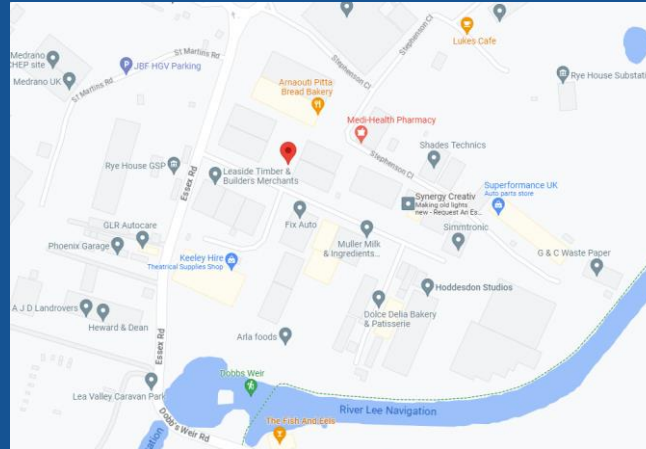 Medrano
CHEP site
Medrano UK
St Martins Rd
St Martins Rd
JBF HGV Parking
Stephenson Cl
Lukes Cafe
Rye House Substati
Arnaouti Pitta
Bread Bakery
Medi-Health Pharmacy
Stephenson Cl
Shades Technics
Rye House GSP
Essex Rd
Leaside Timber &
Builders Merchants
Synergy Creativ
Making old lights
new - Request An Es...
Superformance UK
Auto parts store
GLR Autocare
Fix Auto
Simmtronic
Phoenix Garage
Keeley Hire
Theatrical Supplies Shop
Muller Milk
& Ingredients...
G & C Waste Paper
Hoddesdon Studios
A J D Landrovers
Heward & Dean
Dolce Delia Bakery
& Patisserie
Essex Rd
Arla foods
Lea Valley Caravan Park
Dobbs Weir
River Lee Navigation
Dobb's Weir Rd
The Fish And Eels